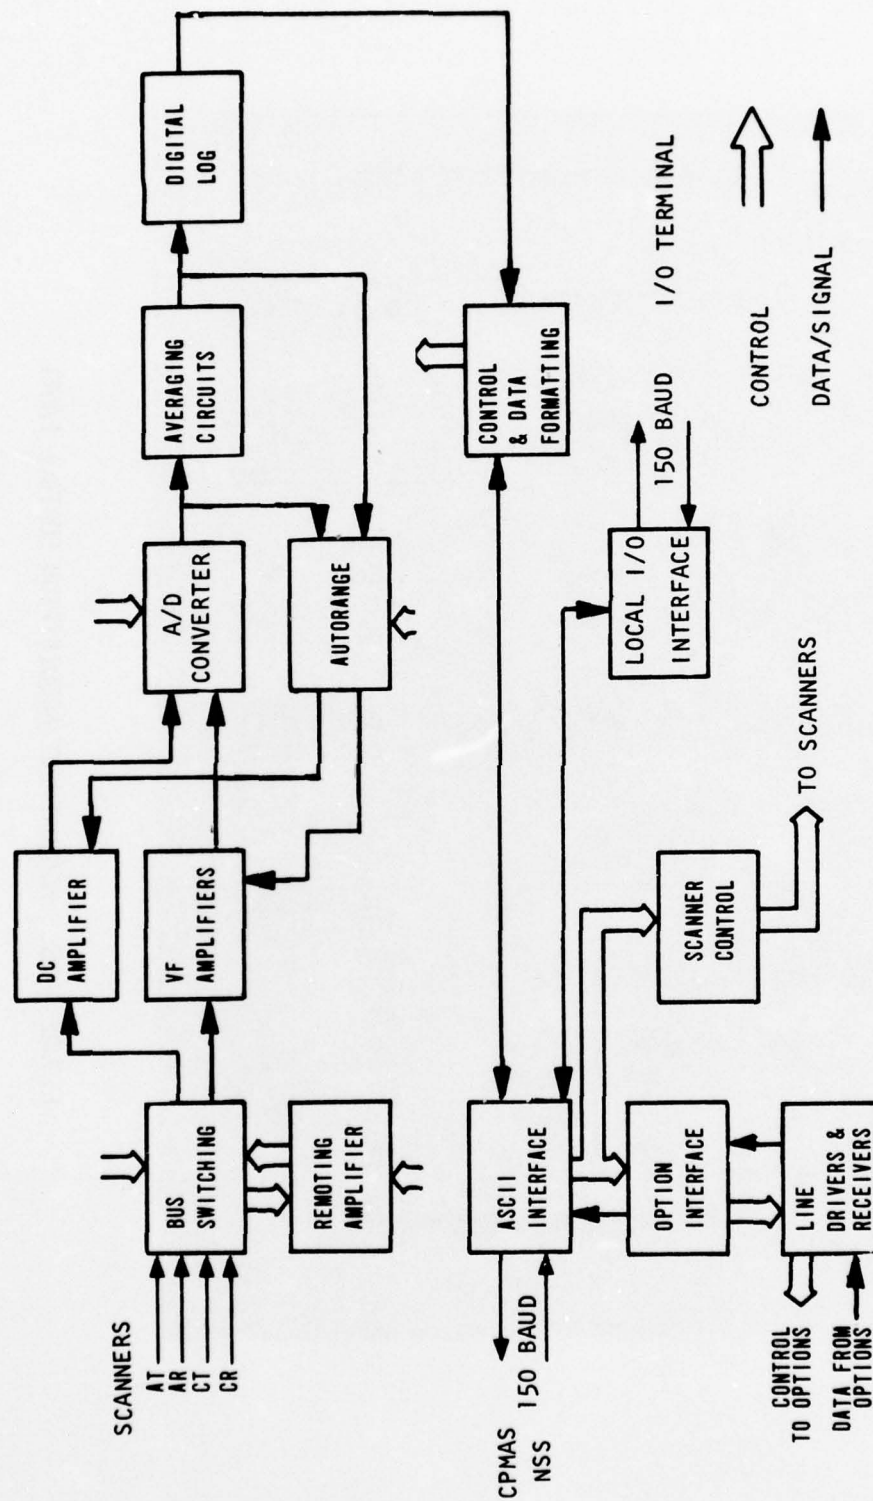 SCANNERS
AT
AR
CT
CR
BUS
SWITCHING
REMOTING
AMPLIFIER
DC
AMPLIFIER
VF
AMPLIFIERS
A/D
CONVERTER
AUTORANGE
AVERAGING
CIRCUITS
DIGITAL
LOG
CPMAS
NSS
150 BAUD
ASCII
INTERFACE
OPTION
INTERFACE
LINE
DRIVERS &
RECEIVERS
CONTROL
TO OPTIONS
DATA FROM
OPTIONS
SCANNER
CONTROL
TO SCANNERS
LOCAL I/O
INTERFACE
150 BAUD
I/O TERMINAL
CONTROL
& DATA
FORMATTING
CONTROL
DATA/SIGNAL